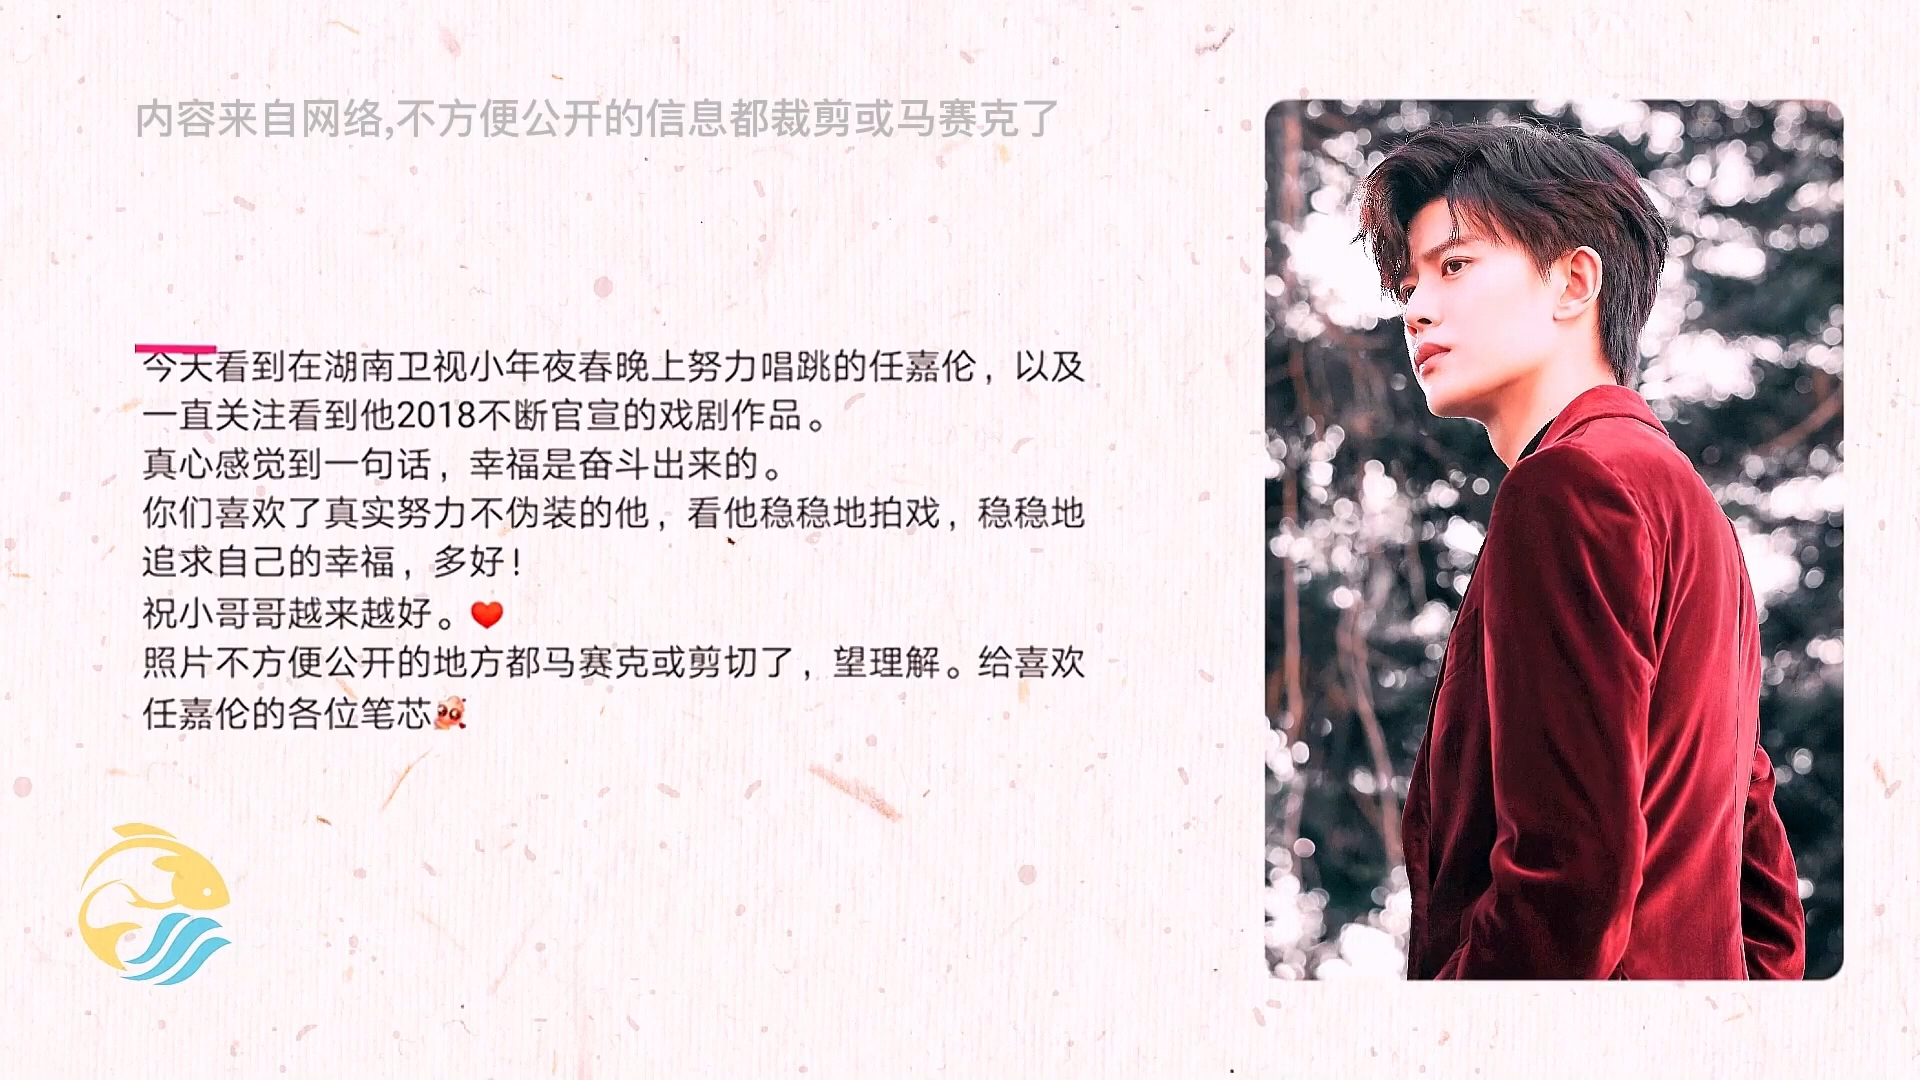 内容来自网络,不方便公开的信息都裁剪或马赛克了
今天看到在湖南卫视小年夜春晚上努力唱跳的任嘉伦，以及
一直关注看到他2018不断官宣的戏剧作品。
真心感觉到一句话，幸福是奋斗出来的。
你们喜欢了真实努力不伪装的他，看他稳稳地拍戏，稳稳地
追求自己的幸福，多好！
祝小哥哥越来越好。❤
照片不方便公开的地方都马赛克或剪切了，望理解。给喜欢
任嘉伦的各位笔芯